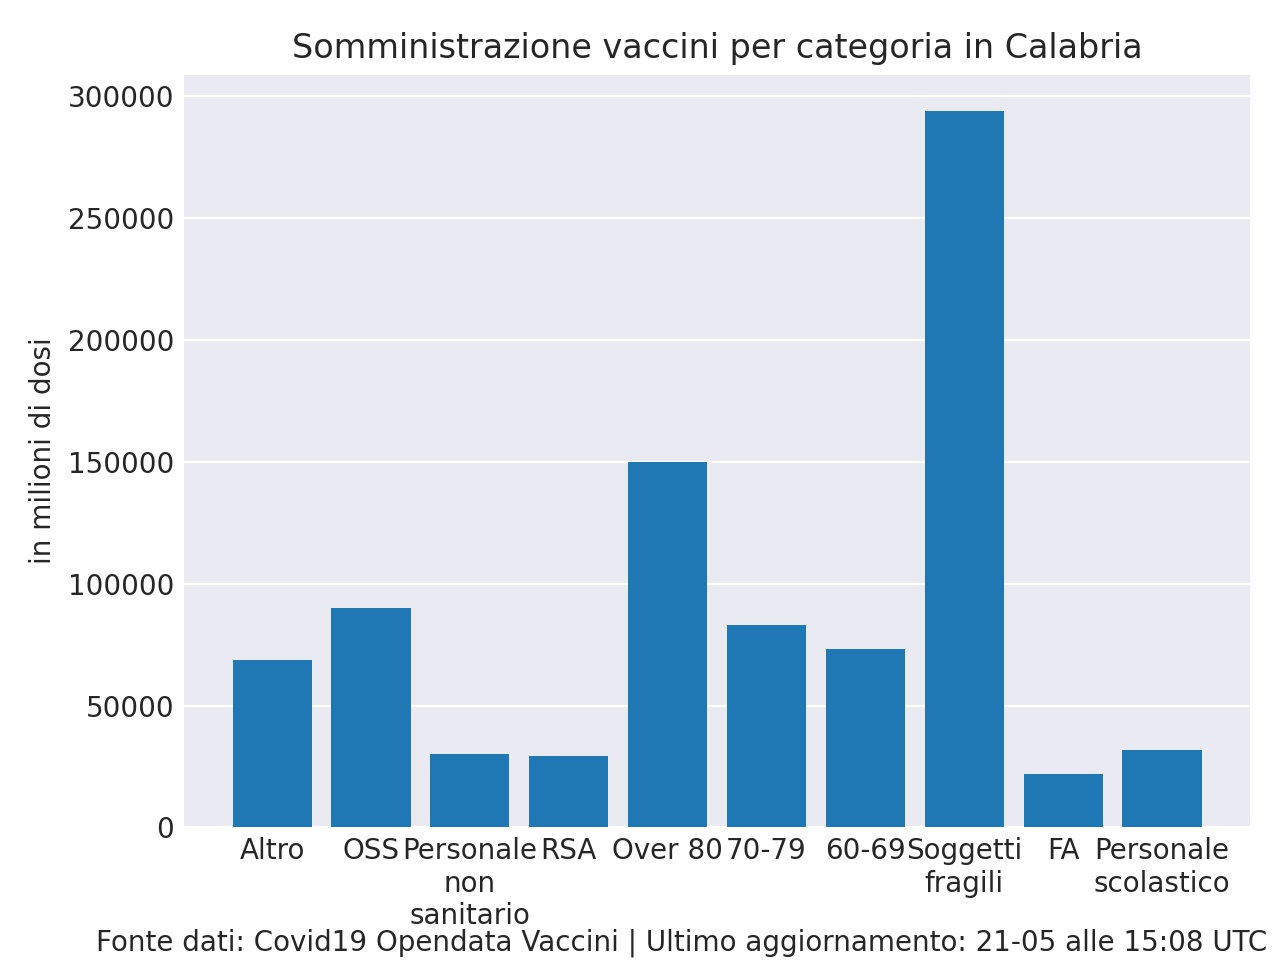 Somministrazione vaccini per categoria in Calabria
in milioni di dosi
300000
250000
200000
150000
100000
50000
0
Altro
OSS
Personale
non
sanitario
RSA
Over 80
70-79
60-69
Soggetti
fragili
FA
Personale
scolastico
Fonte dati: Covid19 Opendata Vaccini | Ultimo aggiornamento: 21-05 alle 15:08 UTC